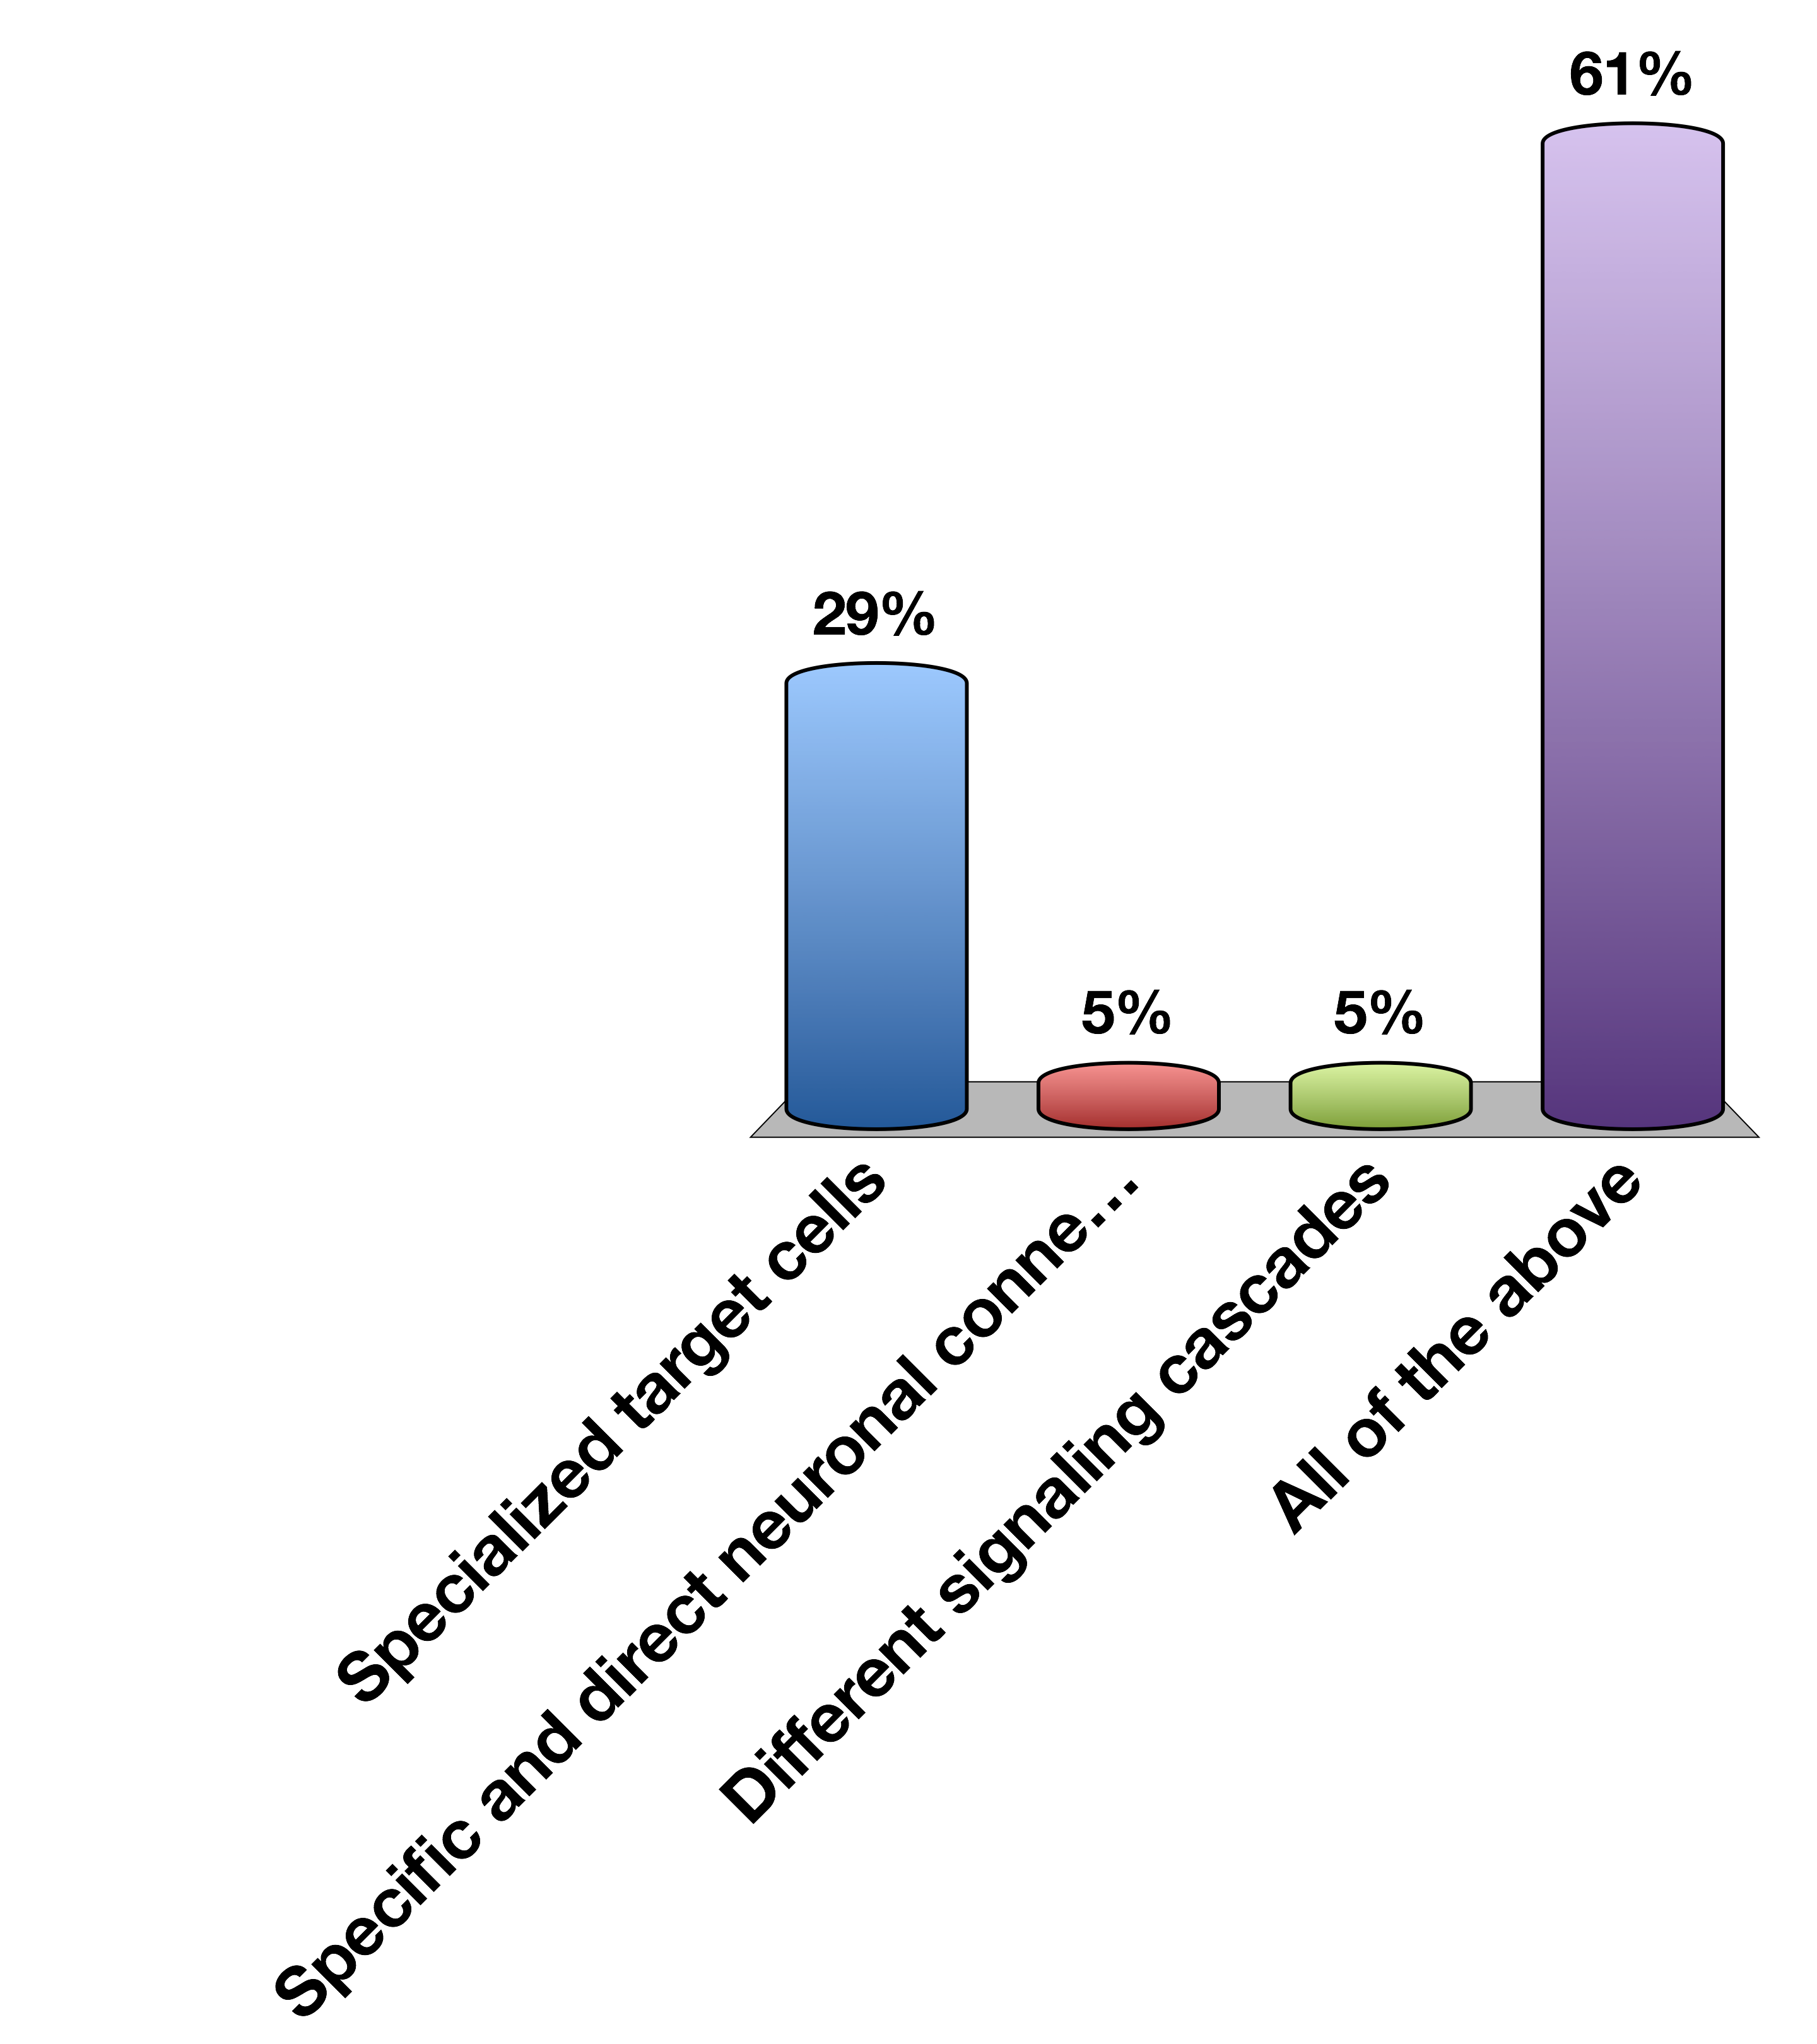 61%
29%
5%
5%
Specialized target cells
Specific and direct neuronal conne...
Different signaling cascades
All of the above